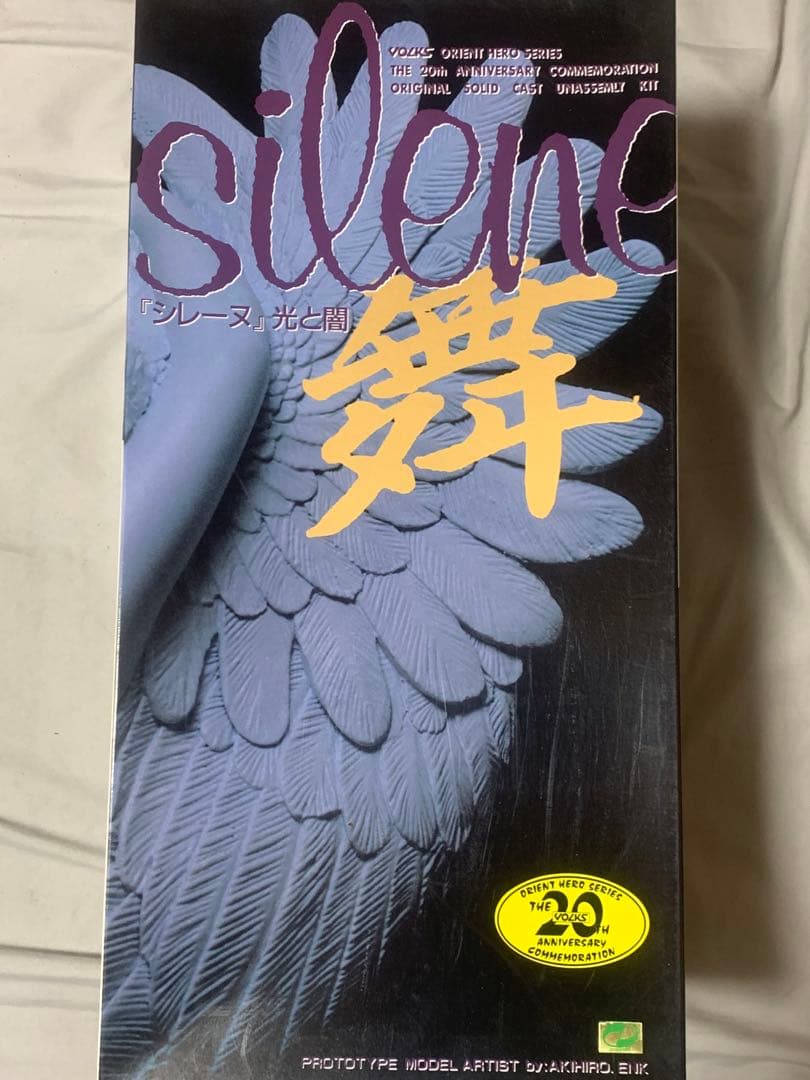 VOLKS ORIENT HERO SERIES
THE 20th ANNIVERSARY COMMEMORATION
ORIGINAL SOLID CAST UNASSEMLY KIT
silene
『シレーヌ』光と闇
舞
ORIENT HERO SERIES
THE 20TH
VOLKS
ANNIVERSARY
COMMEMORATION
PROTOTYPE MODEL ARTIST by:AKIHIRO.ENK